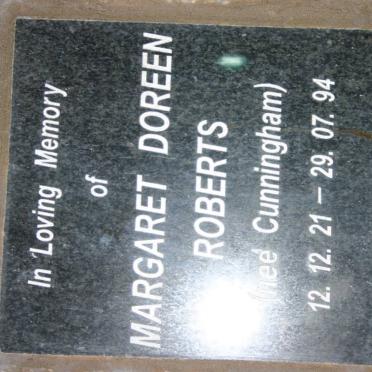 In Loving Memory
of
MARGARET DOREEN
ROBERTS
(nee Cunningham)
12. 12. 21 – 29. 07. 94